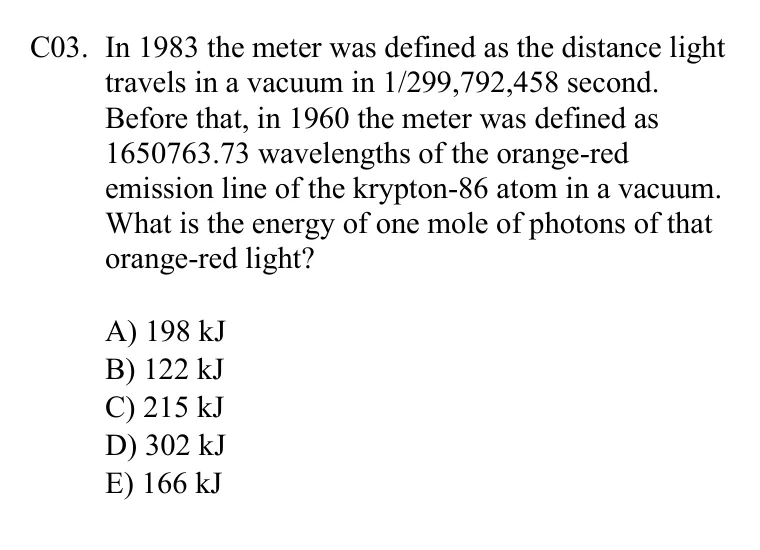 C03. In 1983 the meter was defined as the distance light
travels in a vacuum in 1/299,792,458 second.
Before that, in 1960 the meter was defined as
1650763.73 wavelengths of the orange-red
emission line of the krypton-86 atom in a vacuum.
What is the energy of one mole of photons of that
orange-red light?
A) 198 kJ
B) 122 kJ
C) 215 kJ
D) 302 kJ
E) 166 kJ